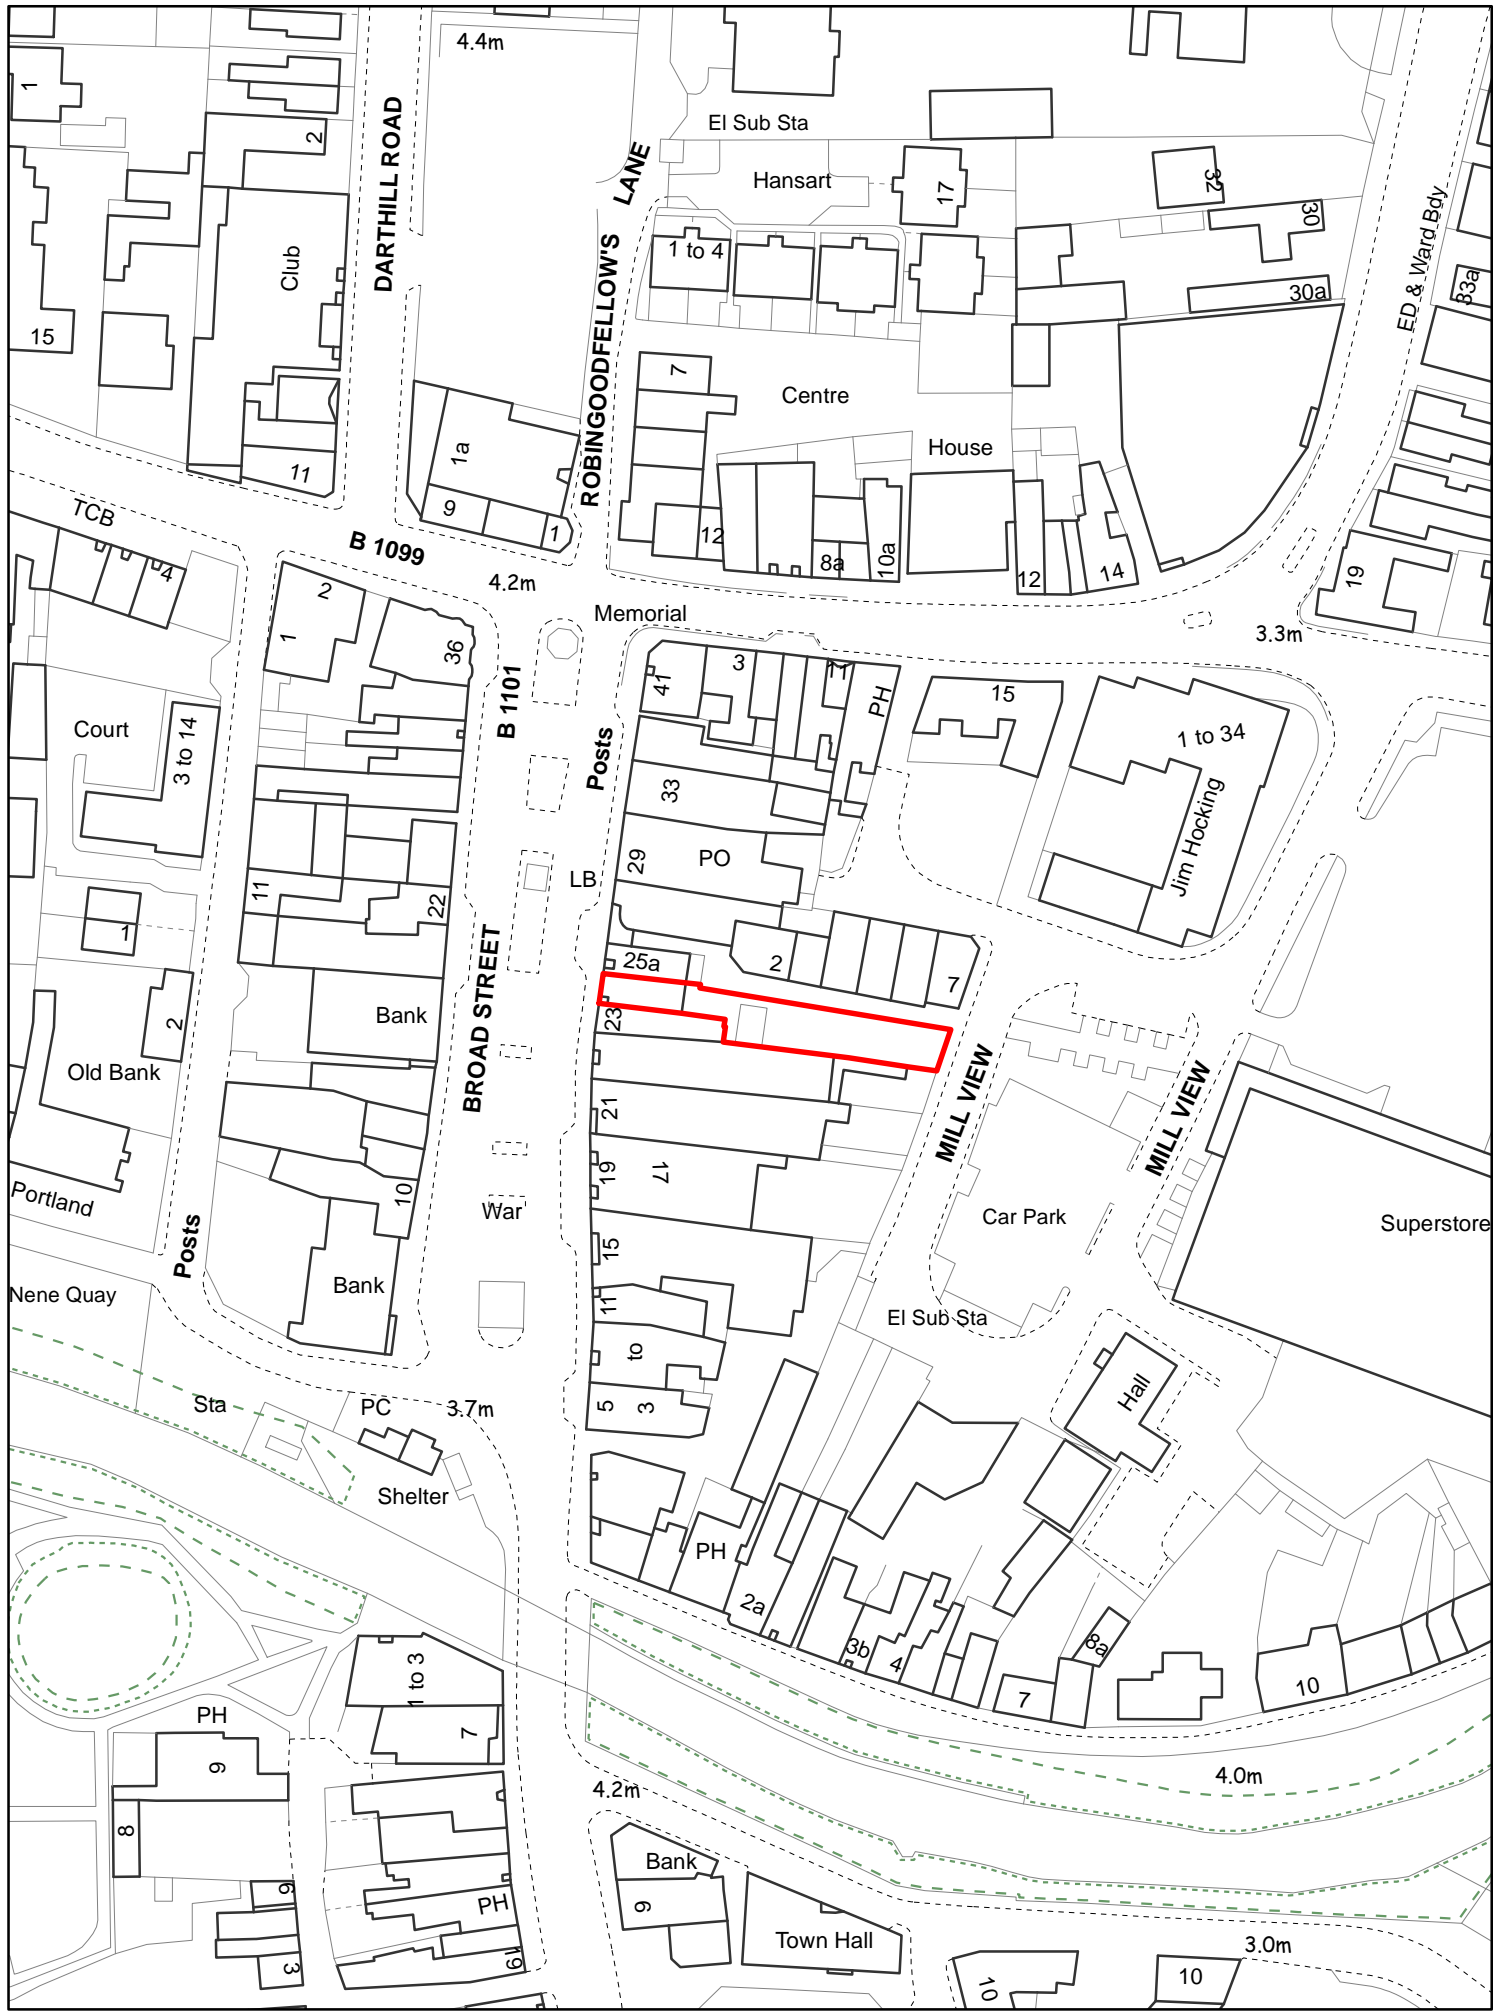 4.4m
1
El Sub Sta
2
DARTHILL ROAD
LANE
Hansart
17
32
30
ED & Ward Bdy
1 to 4
Club
ROBINGOODFELLOW'S
30a
33a
15
7
Centre
House
1a
11
9
1
TCB
B 1099
12
8a
10a
12
14
4
4.2m
19
2
1
Memorial
3.3m
36
B 1101
41
3
11
PH
15
Court
3 to 14
Posts
33
1 to 34
Jim Hocking
29
PO
LB
11
22
1
BROAD STREET
25a
2
7
2
Bank
23
Old Bank
MILL VIEW
MILL VIEW
21
19
17
Portland
10
War
Car Park
Superstore
Posts
15
Nene Quay
Bank
11
El Sub Sta
to
Hall
Sta
PC
3.7m
5
3
Shelter
PH
2a
3b
4
8a
7
10
1 to 3
PH
7
9
4.0m
4.2m
8
Bank
9
PH
6
Town Hall
19
3
3.0m
10
10